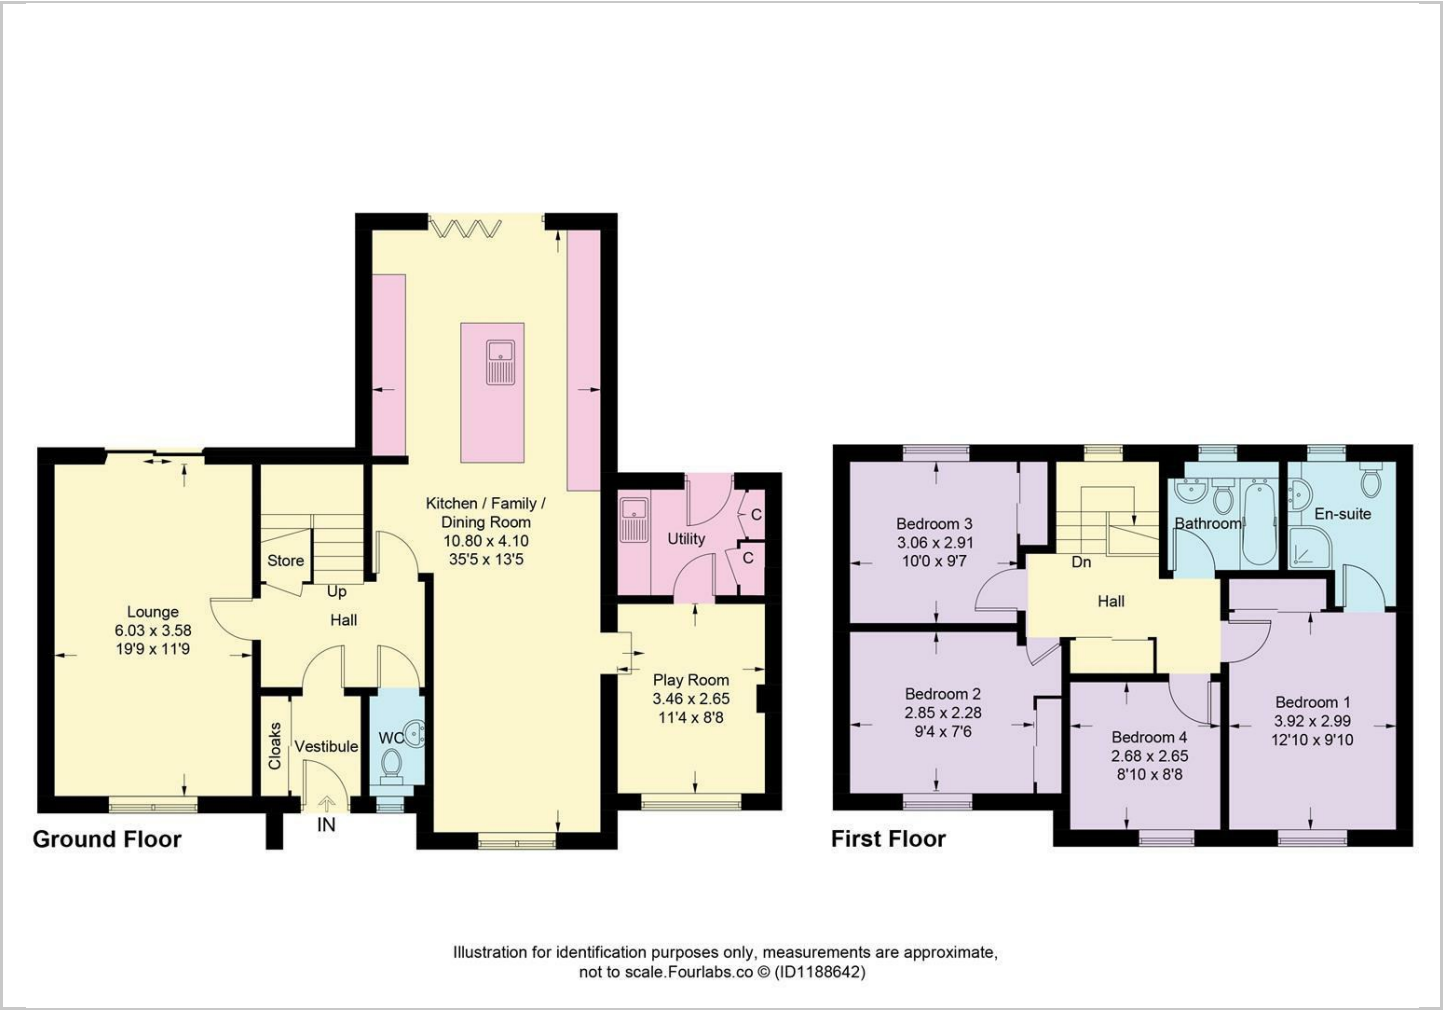 Kitchen / Family /
Dining Room
10.80 x 4.10
35'5 x 13'5
Utility
C
C
Store
Up
Hall
Lounge
6.03 x 3.58
19'9 x 11'9
Play Room
3.46 x 2.65
11'4 x 8'8
Cloaks
Vestibule
WC
IN
Ground Floor
Bedroom 3
3.06 x 2.91
10'0 x 9'7
Bathroom
En-suite
Dn
Hall
Bedroom 2
2.85 x 2.28
9'4 x 7'6
Bedroom 4
2.68 x 2.65
8'10 x 8'8
Bedroom 1
3.92 x 2.99
12'10 x 9'10
First Floor
Illustration for identification purposes only, measurements are approximate,
not to scale.Fourlabs.co © (ID1188642)